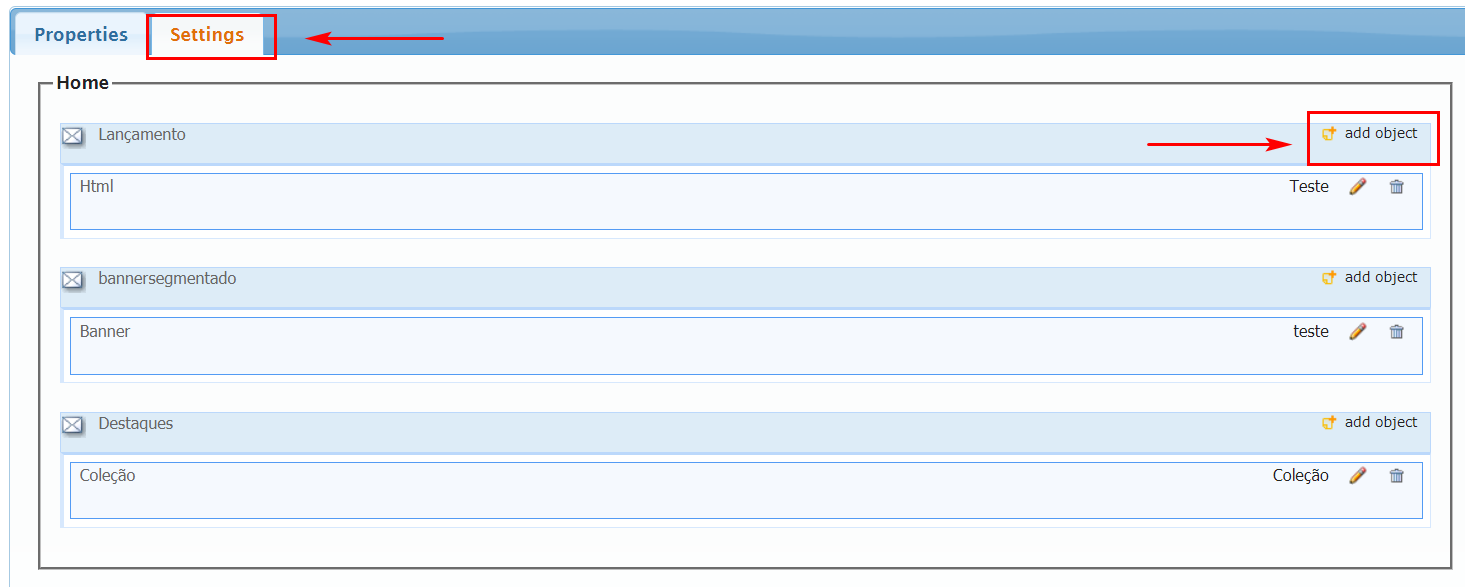 Properties Settings
Home
Lançamento add object
Html Teste
bannersegmentado add object
Banner teste
Destaques add object
Coleção Coleção